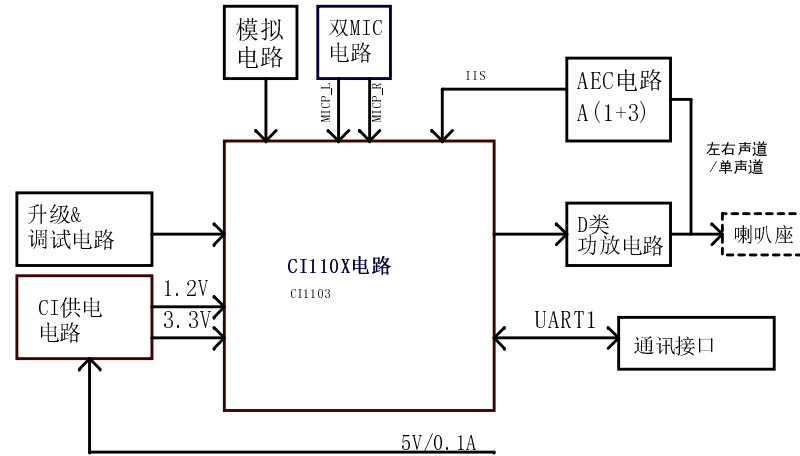 模拟
电路
双MIC
电路
MICP_L
MICP_R
IIS
AEC电路
A(1+3)
左右声道
/单声道
升级&
调试电路
D类
功放电路
喇叭座
CI110X电路
CI1103
CI供电
电路
1.2V
3.3V
UART1
通讯接口
5V/0.1A